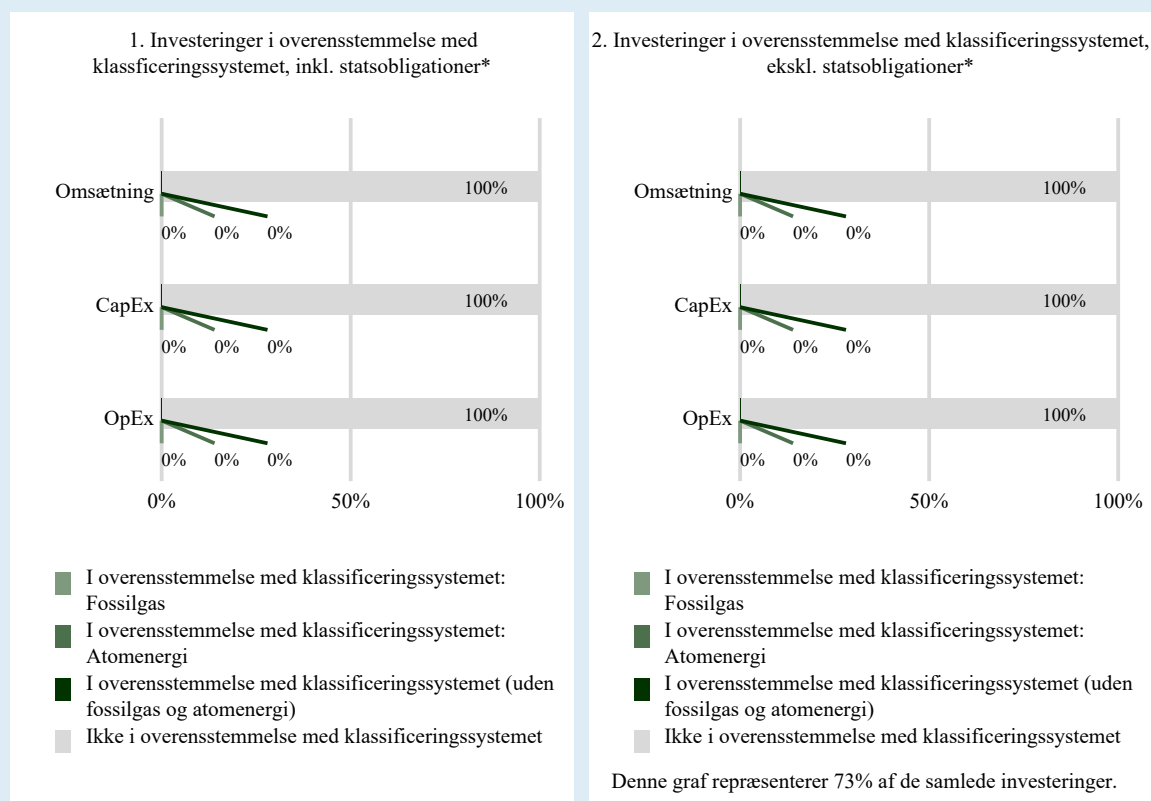 1. Investeringer i overensstemmelse med
klassficeringssystemet, inkl. statsobligationer*
Omsætning
100%
0% 0% 0%
CapEx
100%
0% 0% 0%
OpEx
100%
0% 0% 0%
0% 50% 100%
I overensstemmelse med klassificeringssystemet:
Fossilgas
I overensstemmelse med klassificeringssystemet:
Atomenergi
I overensstemmelse med klassificeringssystemet (uden
fossilgas og atomenergi)
Ikke i overensstemmelse med klassificeringssystemet
2. Investeringer i overensstemmelse med klassificeringssystemet,
ekskl. statsobligationer*
Omsætning
100%
0% 0% 0%
CapEx
100%
0% 0% 0%
OpEx
100%
0% 0% 0%
0% 50% 100%
I overensstemmelse med klassificeringssystemet:
Fossilgas
I overensstemmelse med klassificeringssystemet:
Atomenergi
I overensstemmelse med klassificeringssystemet (uden
fossilgas og atomenergi)
Ikke i overensstemmelse med klassificeringssystemet
Denne graf repræsenterer 73% af de samlede investeringer.